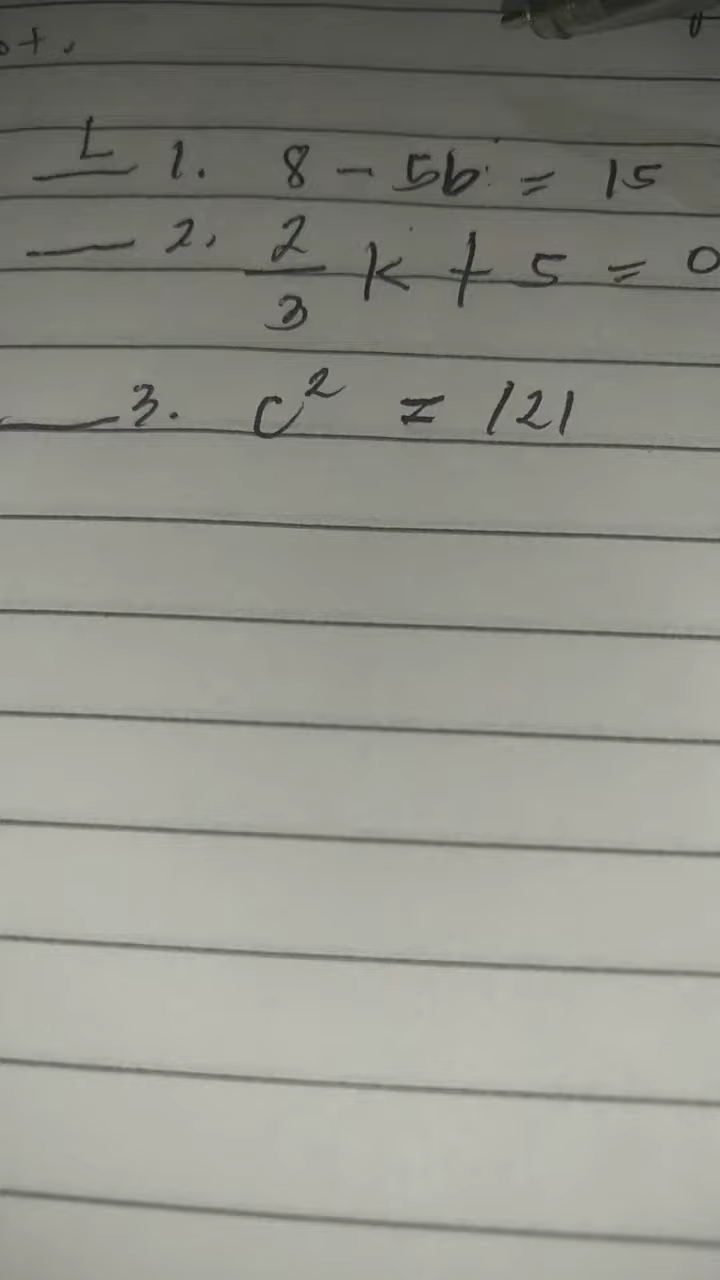 L 1. 8 - 5b = 15
2. 2/3 k + 5 = 0
3. c² = 121